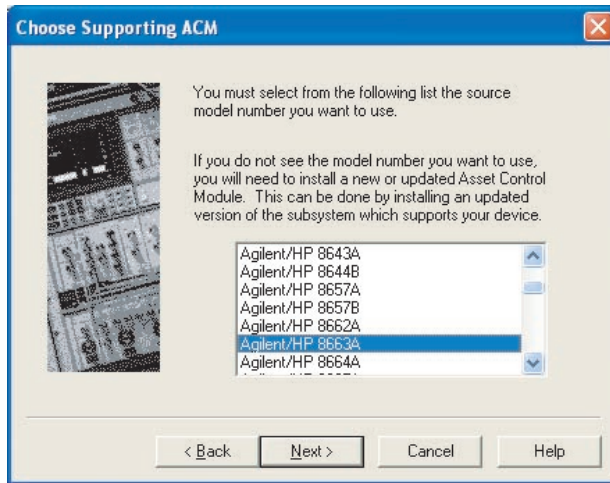 Choose Supporting ACM
You must select from the following list the source
model number you want to use.
If you do not see the model number you want to use,
you will need to install a new or updated Asset Control
Module. This can be done by installing an updated
version of the subsystem which supports your device.
Agilent/HP 8643A
Agilent/HP 8644B
Agilent/HP 8657A
Agilent/HP 8657B
Agilent/HP 8662A
Agilent/HP 8663A
Agilent/HP 8664A
< Back
Next >
Cancel
Help